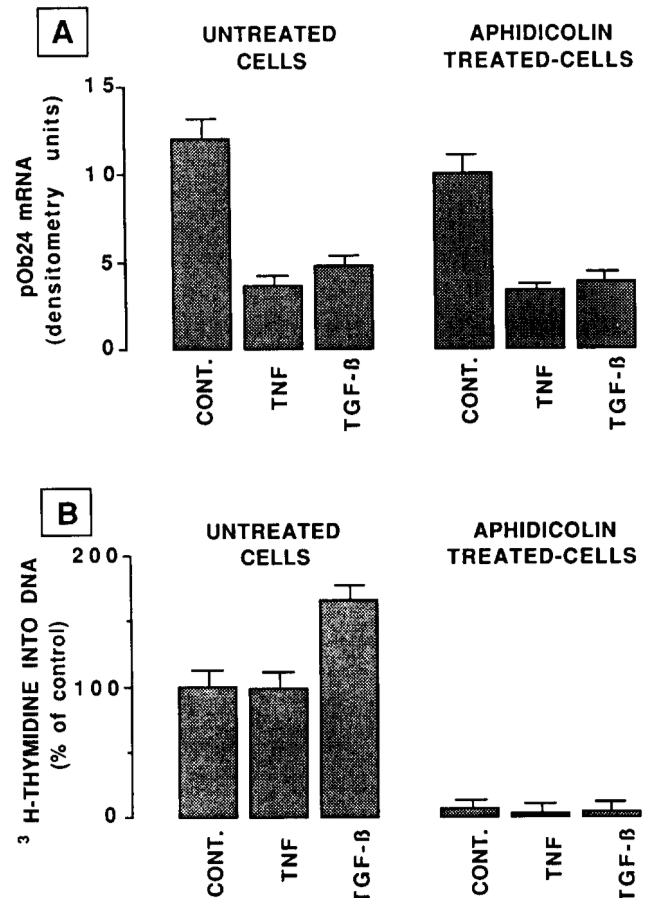 A
UNTREATED
CELLS
APHIDICOLIN
TREATED-CELLS
pOb24 mRNA
(densitometry units)
15
10
5
0
CONT.
TNF
TGF-ß
CONT.
TNF
TGF-ß
B
UNTREATED
CELLS
APHIDICOLIN
TREATED-CELLS
3 H-THYMIDINE INTO DNA
(% of control)
200
100
0
CONT.
TNF
TGF-ß
CONT.
TNF
TGF-ß